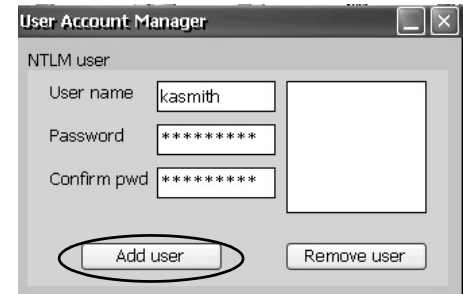 User Account Manager
NTLM user
User name kasmith
Password *********
Confirm pwd *********
Add user Remove user